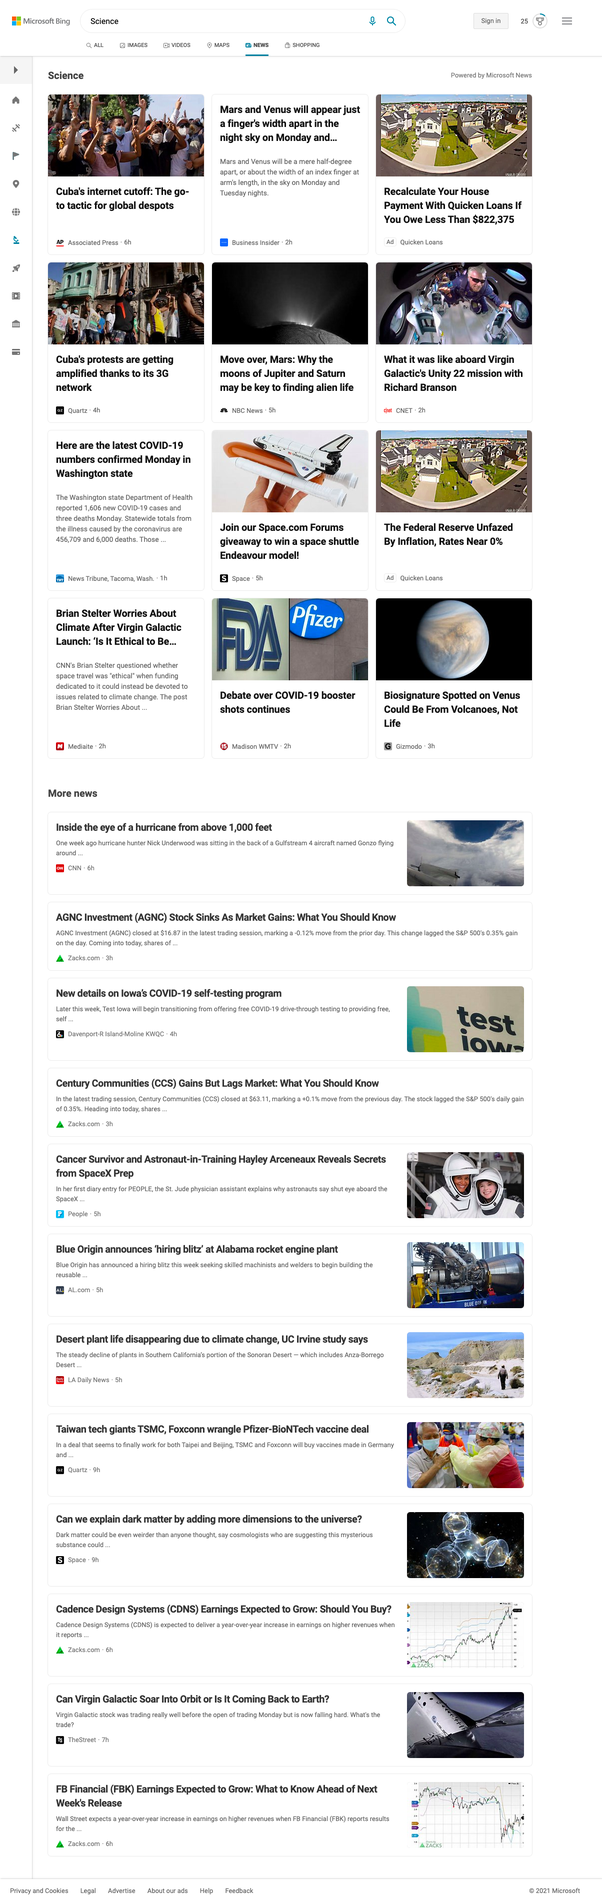 Microsoft Bing
Science
Sign in
25
ALL
IMAGES
VIDEOS
MAPS
NEWS
SHOPPING
Science
Powered by Microsoft News
Cuba's internet cutoff: The go-
to tactic for global despots
AP Associated Press · 6h
Mars and Venus will appear just
a finger's width apart in the
night sky on Monday and...
Mars and Venus will be a mere half-degree
apart, or about the width of an index finger at
arm's length, in the sky on Monday and
Tuesday nights.
Business Insider · 2h
Recalculate Your House
Payment With Quicken Loans If
You Owe Less Than $822,375
Ad Quicken Loans
Cuba's protests are getting
amplified thanks to its 3G
network
Quartz · 4h
Move over, Mars: Why the
moons of Jupiter and Saturn
may be key to finding alien life
NBC News · 5h
What it was like aboard Virgin
Galactic's Unity 22 mission with
Richard Branson
CNET · 2h
Here are the latest COVID-19
numbers confirmed Monday in
Washington state
The Washington state Department of Health
reported 1,606 new COVID-19 cases and
three deaths Monday. Statewide totals from
the illness caused by the coronavirus are
456,709 and 6,000 deaths. Those ...
News Tribune, Tacoma, Wash. · 1h
Join our Space.com Forums
giveaway to win a space shuttle
Endeavour model!
Space · 5h
The Federal Reserve Unfazed
By Inflation, Rates Near 0%
Ad Quicken Loans
Brian Stelter Worries About
Climate After Virgin Galactic
Launch: 'Is It Ethical to Be...
CNN's Brian Stelter questioned whether
space travel was "ethical" when funding
dedicated to it could instead be devoted to
issues related to climate change. The post
Brian Stelter Worries About ...
Mediaite · 2h
FDA
Pfizer
Debate over COVID-19 booster
shots continues
Madison WMTV · 2h
Biosignature Spotted on Venus
Could Be From Volcanoes, Not
Life
Gizmodo · 3h
More news
Inside the eye of a hurricane from above 1,000 feet
One week ago hurricane hunter Nick Underwood was sitting in the back of a Gulfstream 4 aircraft named Gonzo flying
around ...
CNN · 6h
AGNC Investment (AGNC) Stock Sinks As Market Gains: What You Should Know
AGNC Investment (AGNC) closed at $16.87 in the latest trading session, marking a -0.12% move from the prior day. This change lagged the S&P 500's 0.35% gain
on the day. Coming into today, shares of ...
Zacks.com · 3h
New details on Iowa's COVID-19 self-testing program
Later this week, Test Iowa will begin transitioning from offering free COVID-19 drive-through testing to providing free,
self ...
Davenport-R Island-Moline KWQC · 4h
test
iowa
Century Communities (CCS) Gains But Lags Market: What You Should Know
In the latest trading session, Century Communities (CCS) closed at $63.11, marking a +0.1% move from the previous day. The stock lagged the S&P 500's daily gain
of 0.35%. Heading into today, shares ...
Zacks.com · 3h
Cancer Survivor and Astronaut-in-Training Hayley Arceneaux Reveals Secrets
from SpaceX Prep
In her first diary entry for PEOPLE, the St. Jude physician assistant explains why astronauts say shut eye aboard the
SpaceX ...
People · 5h
Blue Origin announces 'hiring blitz' at Alabama rocket engine plant
Blue Origin has announced a hiring blitz this week seeking skilled machinists and welders to begin building the
reusable ...
AL.com · 5h
BLUE ORIGIN
Desert plant life disappearing due to climate change, UC Irvine study says
The steady decline of plants in Southern California's portion of the Sonoran Desert — which includes Anza-Borrego
Desert ...
LA Daily News · 5h
Taiwan tech giants TSMC, Foxconn wrangle Pfizer-BioNTech vaccine deal
In a deal that seems to finally work for both Taipei and Beijing, TSMC and Foxconn will buy vaccines made in Germany
and ...
Quartz · 9h
Can we explain dark matter by adding more dimensions to the universe?
Dark matter could be even weirder than anyone thought, say cosmologists who are suggesting this mysterious
substance could ...
Space · 9h
Cadence Design Systems (CDNS) Earnings Expected to Grow: Should You Buy?
Cadence Design Systems (CDNS) is expected to deliver a year-over-year increase in earnings on higher revenues when
it reports ...
Zacks.com · 6h
ZACKS
Can Virgin Galactic Soar Into Orbit or Is It Coming Back to Earth?
Virgin Galactic stock was trading really well before the open of trading Monday but is now falling hard. What's the
trade?
TheStreet · 7h
FB Financial (FBK) Earnings Expected to Grow: What to Know Ahead of Next
Week's Release
Wall Street expects a year-over-year increase in earnings on higher revenues when FB Financial (FBK) reports results
for the ...
Zacks.com · 6h
ZACKS
Privacy and Cookies
Legal
Advertise
About our ads
Help
Feedback
© 2021 Microsoft